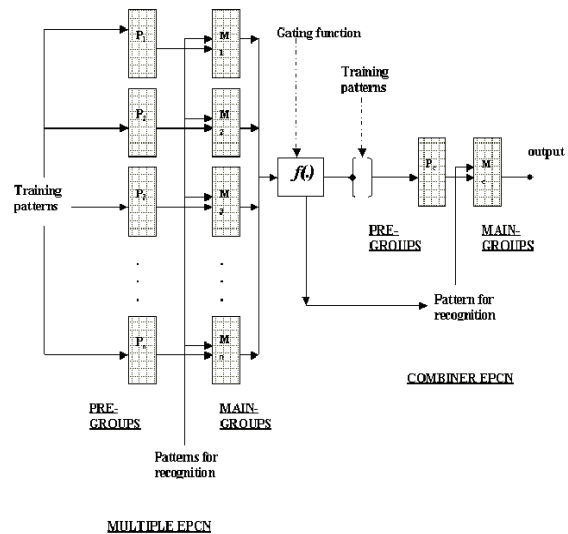 P1
M
1
Gating function
Training
patterns
P2
M
2
f(.)
Pc
M
c
output
Training
patterns
P2
M
3
PRE-
GROUPS
MAIN-
GROUPS
Pattern for
recognition
Pn
M
n
COMBINER EPCN
PRE-
GROUPS
MAIN-
GROUPS
Patterns for
recognition
MULTIPLE EPCN